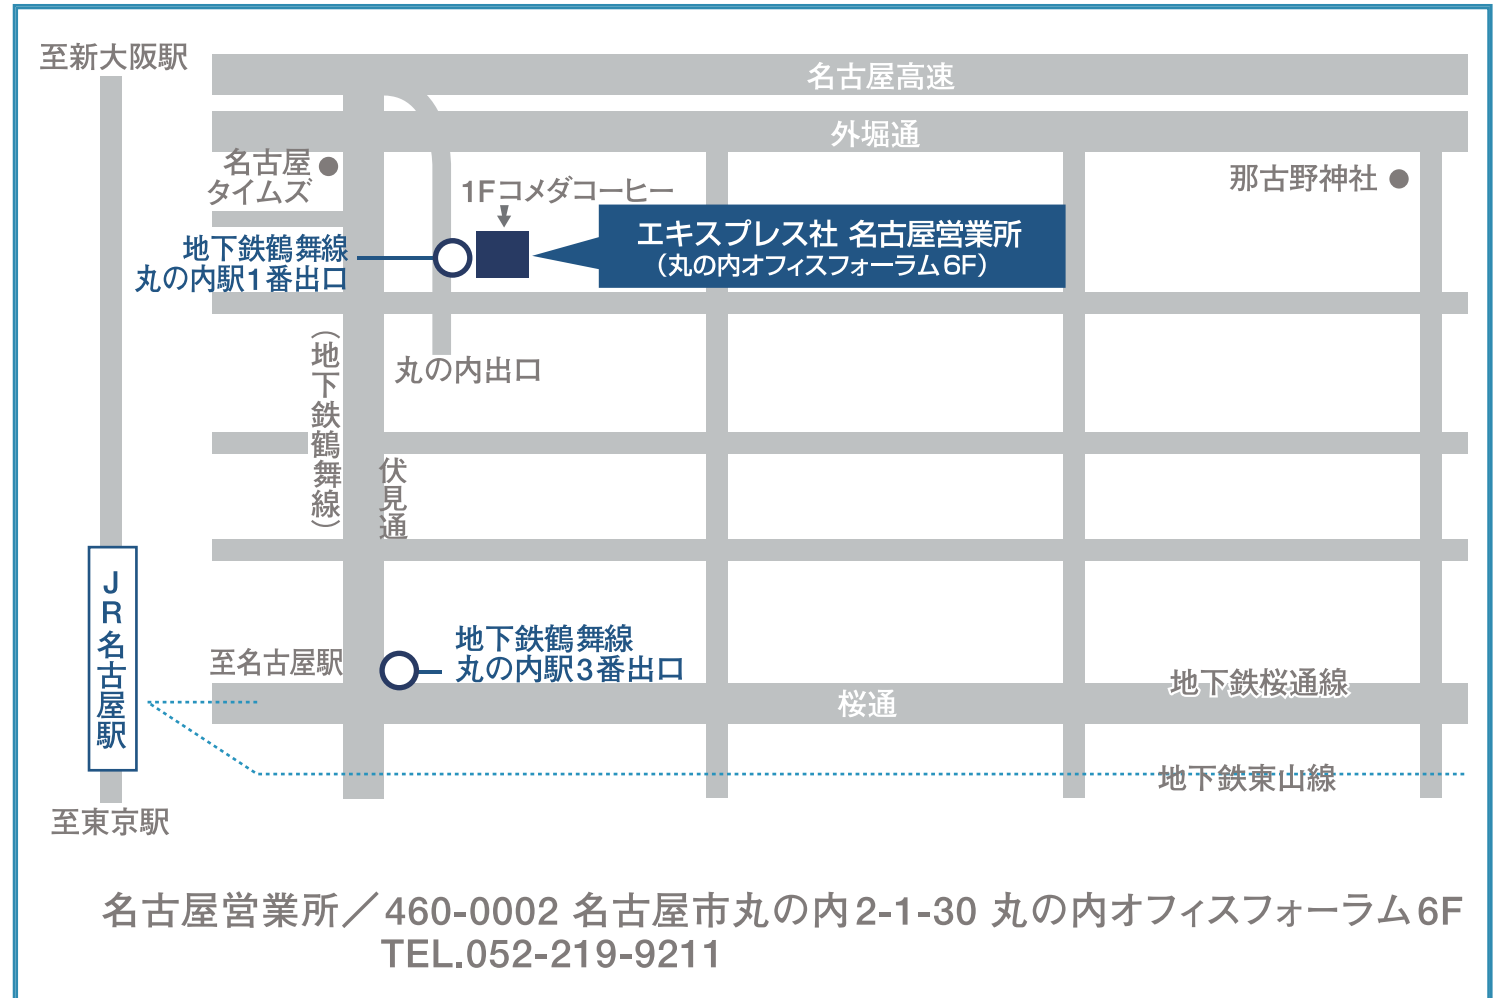 至新大阪駅
名古屋高速
外堀通
名古屋
タイムズ
那古野神社
1Fコメダコーヒー
エキスプレス社 名古屋営業所
(丸の内オフィスフォーラム6F)
地下鉄鶴舞線
丸の内駅1番出口
(地下鉄鶴舞線)
丸の内出口
伏見通
JR名古屋駅
地下鉄鶴舞線
丸の内駅3番出口
至名古屋駅
地下鉄桜通線
桜通
地下鉄東山線
至東京駅
名古屋営業所/460-0002 名古屋市丸の内2-1-30 丸の内オフィスフォーラム6F
TEL.052-219-9211